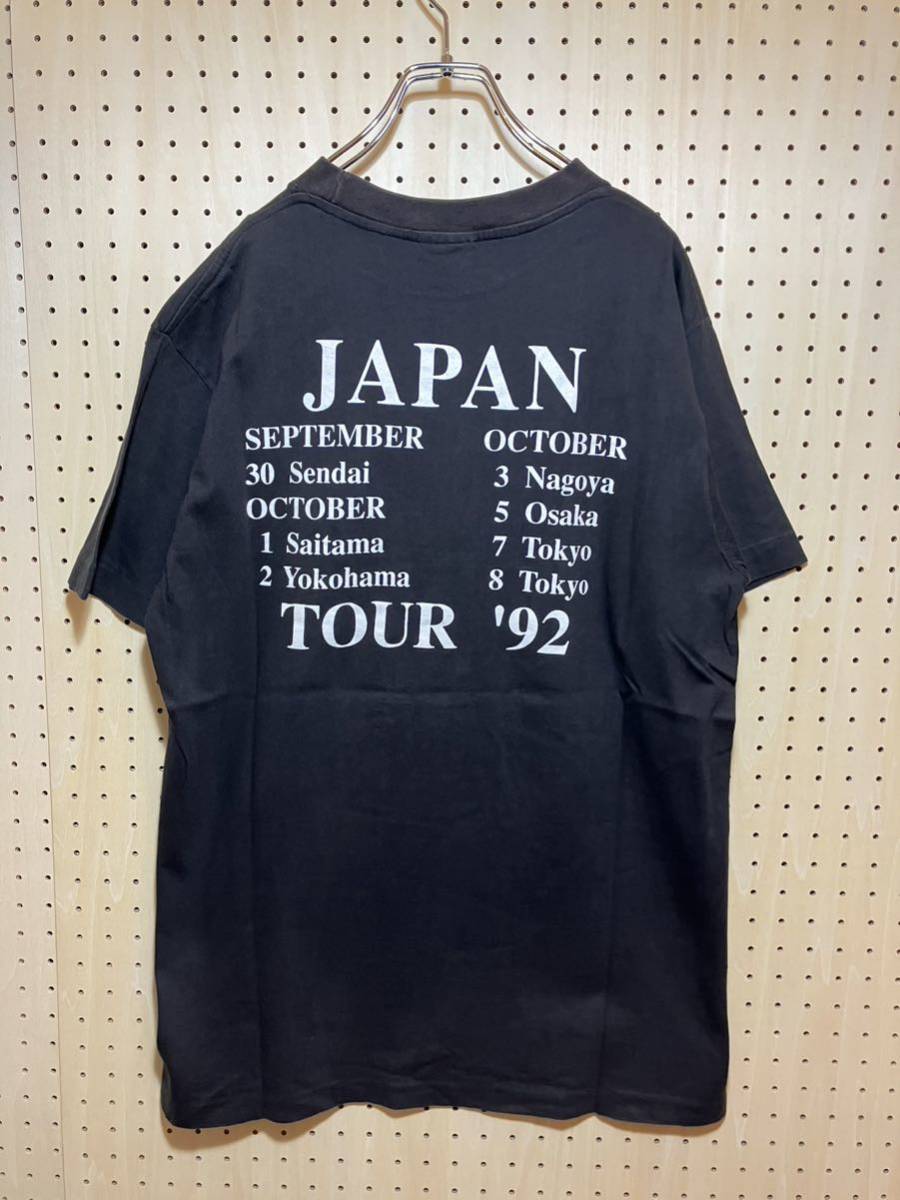 JAPAN
SEPTEMBER
30 Sendai
OCTOBER
1 Saitama
2 Yokohama
OCTOBER
3 Nagoya
5 Osaka
7 Tokyo
8 Tokyo
TOUR '92